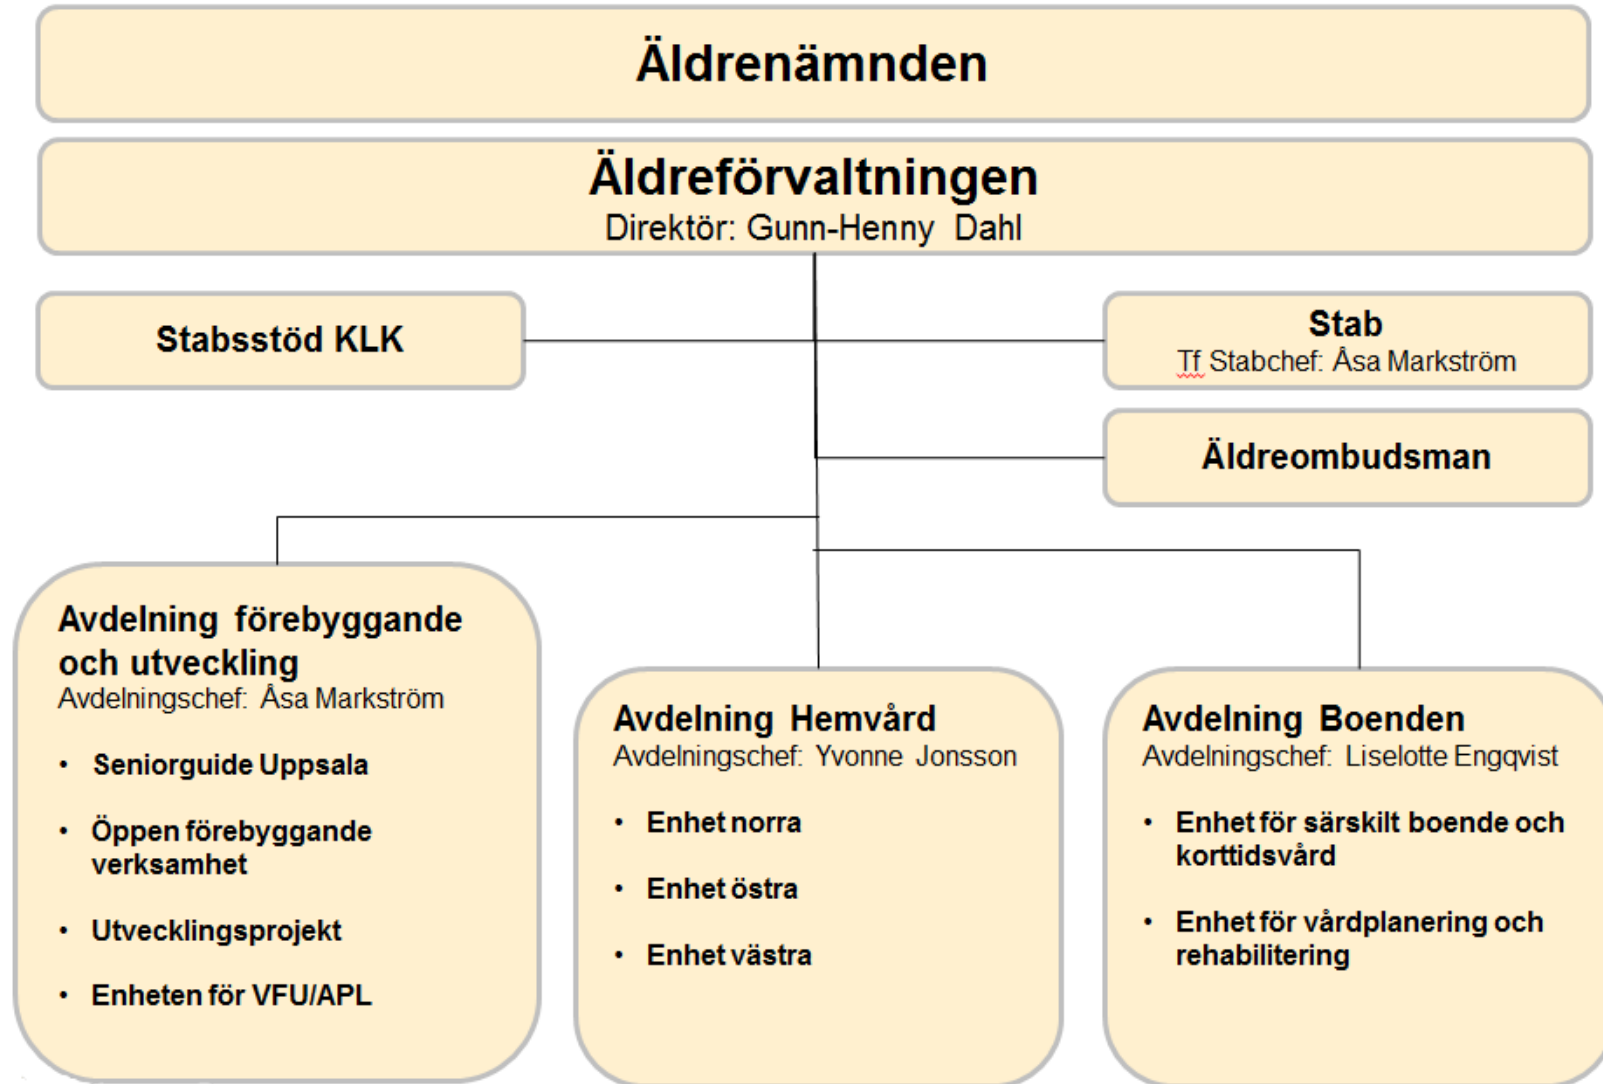 Äldrenämnden
Äldreförvaltningen
Direktör: Gunn-Henny Dahl
Stabsstöd KLK
Stab
Tf Stabchef: Åsa Markström
Äldreombudsman
Avdelning förebyggande
och utveckling
Avdelningschef: Åsa Markström
• Seniorguide Uppsala
• Öppen förebyggande
verksamhet
• Utvecklingsprojekt
• Enheten för VFU/APL
Avdelning Hemvård
Avdelningschef: Yvonne Jonsson
• Enhet norra
• Enhet östra
• Enhet västra
Avdelning Boenden
Avdelningschef: Liselotte Engqvist
• Enhet för särskilt boende och
korttidsvård
• Enhet för vårdplanering och
rehabilitering